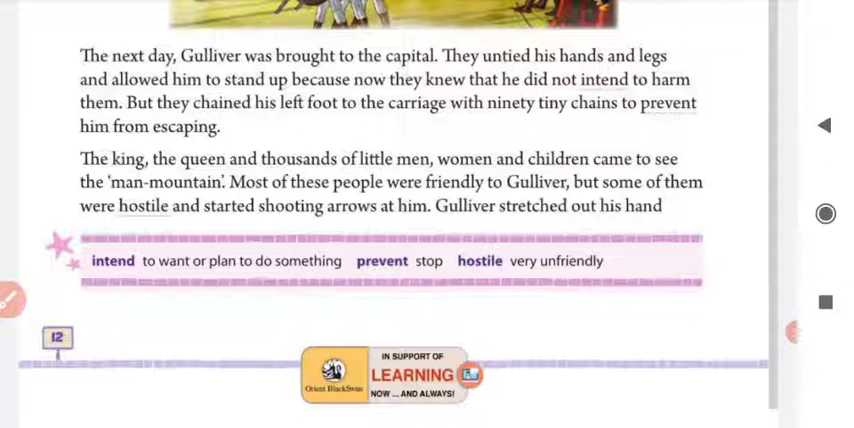 The next day, Gulliver was brought to the capital. They untied his hands and legs
and allowed him to stand up because now they knew that he did not intend to harm
them. But they chained his left foot to the carriage with ninety tiny chains to prevent
him from escaping.
The king, the queen and thousands of little men, women and children came to see
the 'man-mountain'. Most of these people were friendly to Gulliver, but some of them
were hostile and started shooting arrows at him. Gulliver stretched out his hand
intend to want or plan to do something prevent stop hostile very unfriendly
12
IN SUPPORT OF
LEARNING
Orient BlackSwan
NOW ... AND ALWAYS!